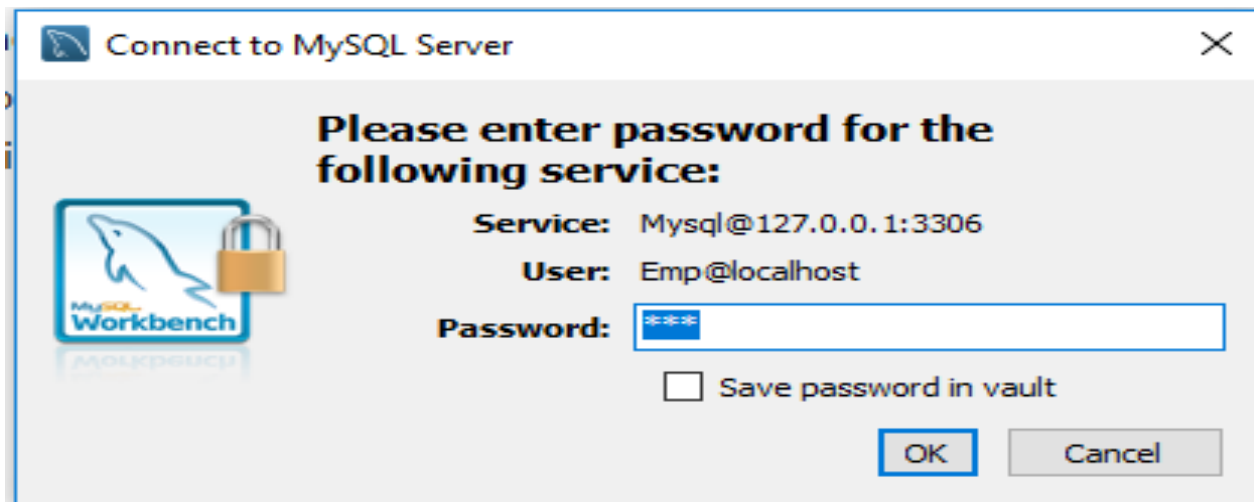 Connect to MySQL Server
Please enter password for the
following service:
Service: Mysql@127.0.0.1:3306
User: Emp@localhost
MySQL
Workbench
Password: ***
Save password in vault
OK Cancel